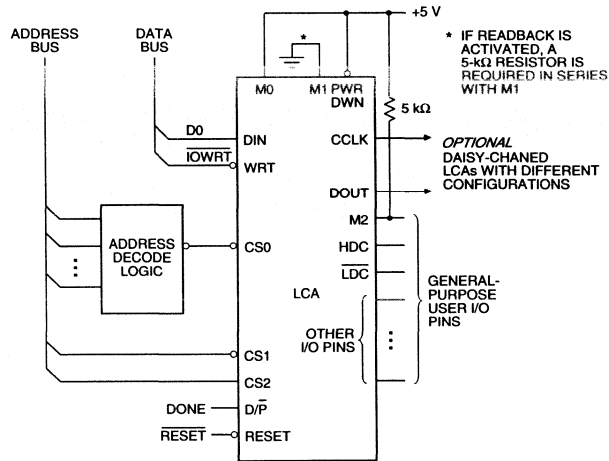 ADDRESS
BUS
DATA
BUS
+5 V
*
* IF READBACK IS
ACTIVATED, A
5-kΩ RESISTOR IS
REQUIRED IN SERIES
WITH M1
M0
M1
PWR
DWN
5 kΩ
D0
DIN
CCLK
OPTIONAL
DAISY-CHANED
LCAs WITH DIFFERENT
CONFIGURATIONS
IOWRT
WRT
DOUT
M2
ADDRESS
DECODE
LOGIC
CS0
HDC
LDC
LCA
GENERAL-
PURPOSE
USER I/O
PINS
OTHER
I/O PINS
CS1
CS2
DONE
D/P̅
RESET
RESET